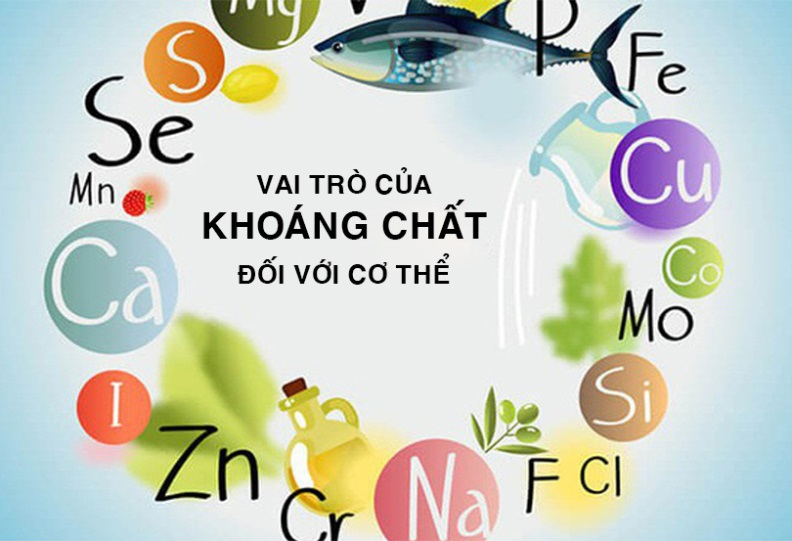 Mg
P
Fe
S
Se
Cu
Mn
VAI TRÒ CỦA
KHOÁNG CHẤT
ĐỐI VỚI CƠ THỂ
Ca
Co
Mo
I
Si
Zn
Cr
Na
F
Cl